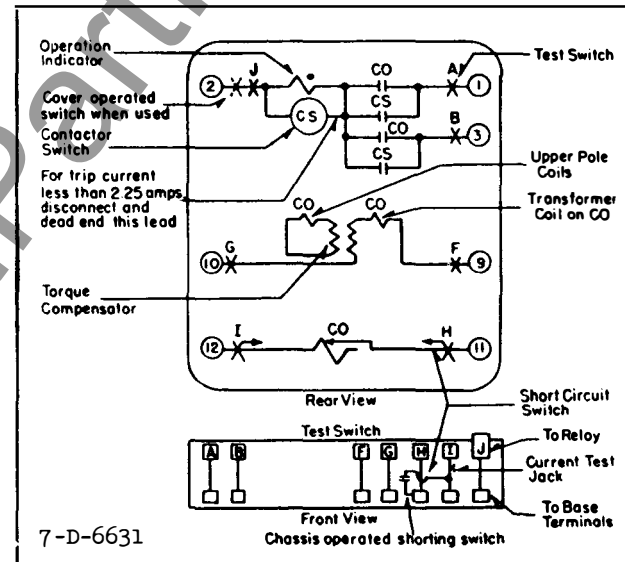 Operation
Indicator
Cover operated
switch when used
Contactor
Switch
For trip current
less than 2.25 amps
disconnect and
dead end this lead
Torque
Compensator
2
J
CO
A
1
CS
CS
CO
B
3
CS
CO
CO
G
10
F
9
I
CO
H
12
11
Rear View
Test Switch
Upper Pole
Coils
Transformer
Coil on CO
Short Circuit
Switch
Test Switch
A
B
F
G
H
I
J
To Relay
Current Test
Jack
To Base
Terminals
Front View
Chassis operated shorting switch
7-D-6631